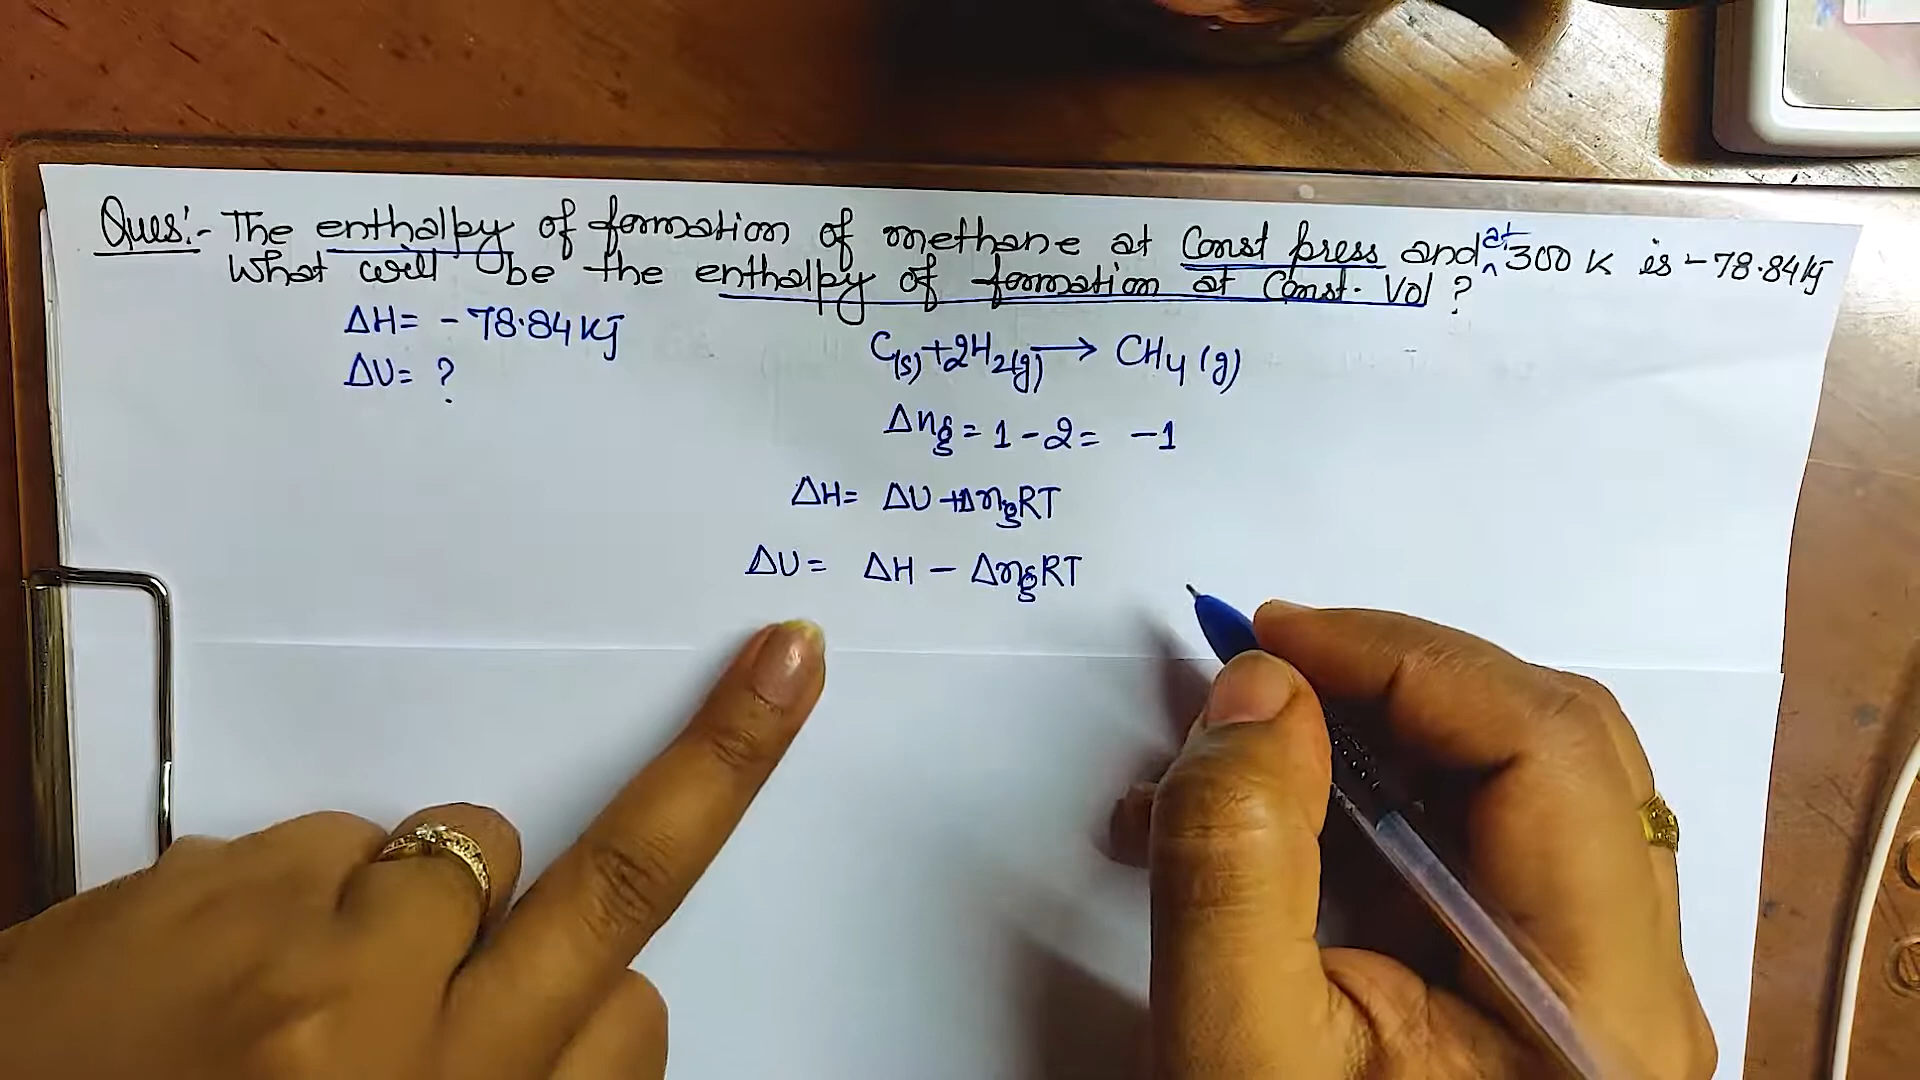 Ques:- The enthalpy of formation of methane at Const press and at 300 K is -78.84 kJ
What will be the enthalpy of formation at Const. Vol ?
ΔH= -78.84 KJ
ΔU= ?
C(s)+2H2(g) → CH4 (g)
Δng = 1-2= -1
ΔH= ΔU+ΔngRT
ΔU= ΔH - ΔngRT